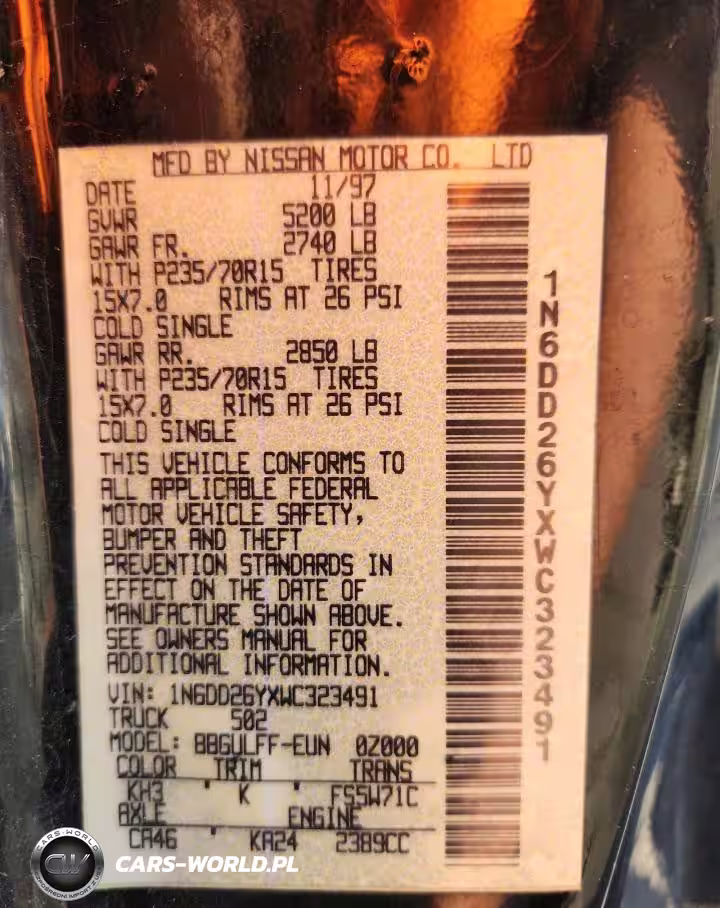 MFD BY NISSAN MOTOR CO. LTD
DATE 11/97
GVWR 5200 LB
GAWR FR. 2740 LB
WITH P235/70R15 TIRES
15X7.0 RIMS AT 26 PSI
COLD SINGLE
GAWR RR. 2850 LB
WITH P235/70R15 TIRES
15X7.0 RIMS AT 26 PSI
COLD SINGLE
THIS VEHICLE CONFORMS TO
ALL APPLICABLE FEDERAL
MOTOR VEHICLE SAFETY,
BUMPER AND THEFT
PREVENTION STANDARDS IN
EFFECT ON THE DATE OF
MANUFACTURE SHOWN ABOVE.
SEE OWNERS MANUAL FOR
ADDITIONAL INFORMATION.
VIN: 1N6DD26YXWC323491
TRUCK 502
MODEL: BBGULFF-EUN 0Z000
COLOR TRIM TRANS
KH3 ' K ' FS5W71C
AXLE ENGINE
CA46 ' KA24 2389CC
1N6DD26YXWC323491
CARS-WORLD
CW
CARS-WORLD.PL